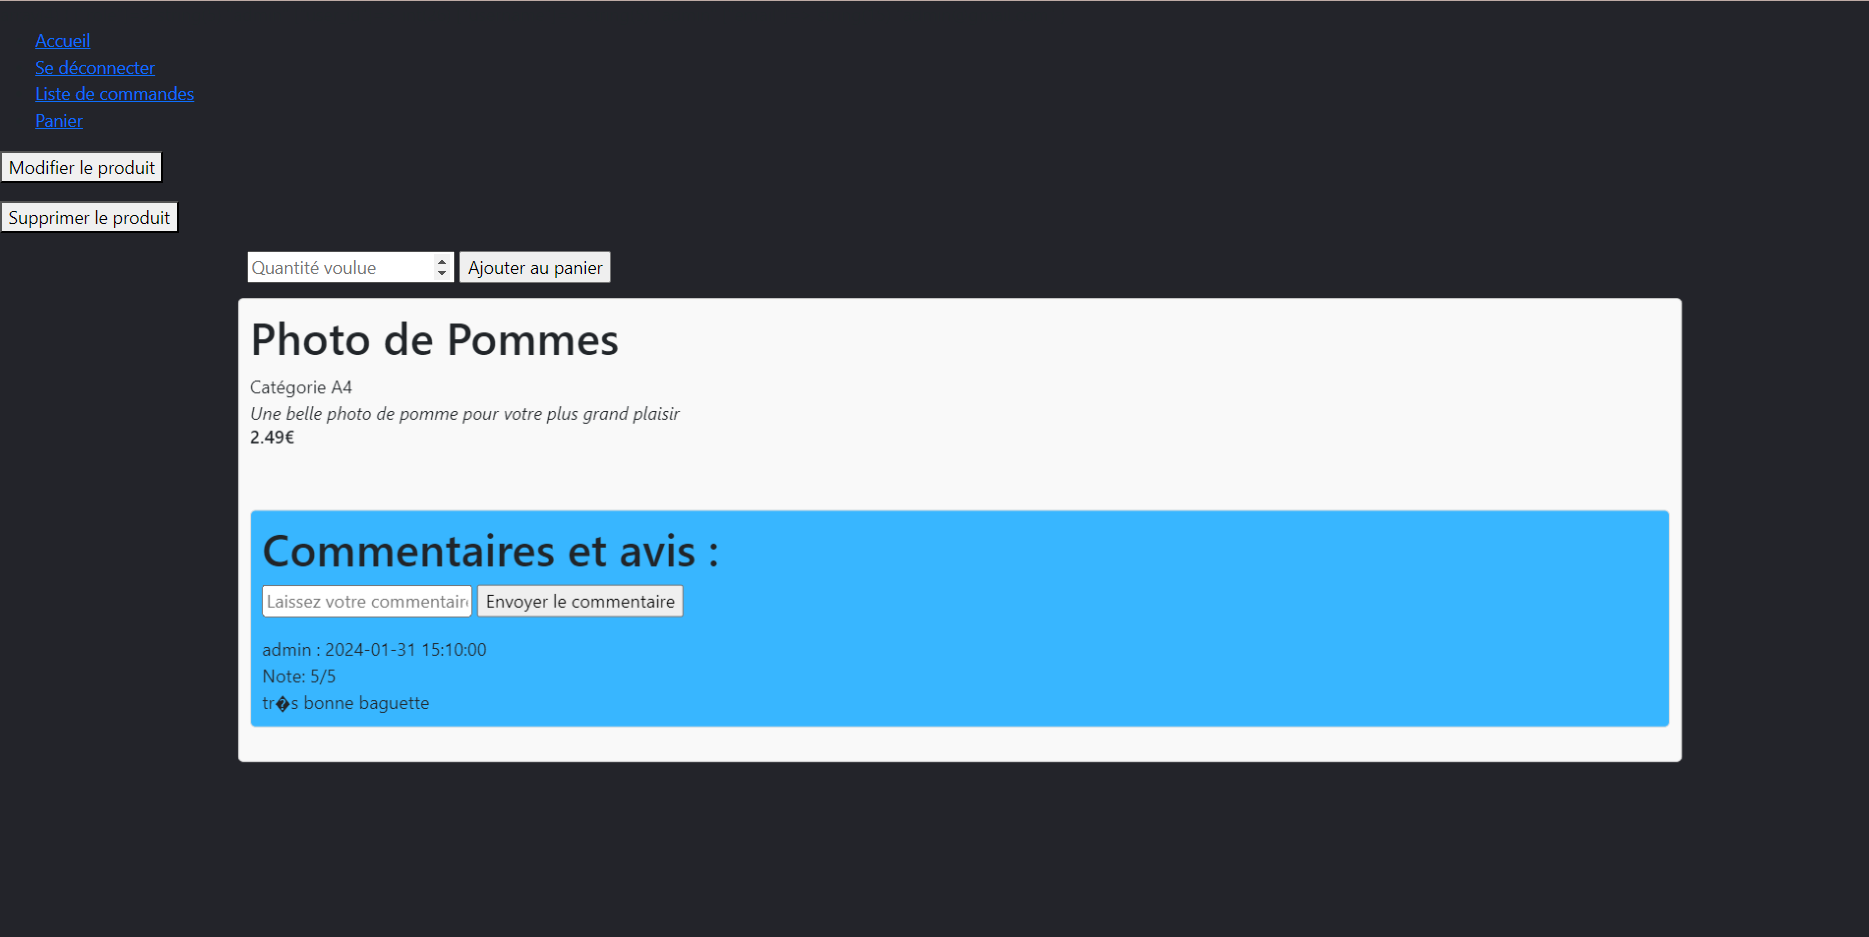 Accueil
Se déconnecter
Liste de commandes
Panier
Modifier le produit
Supprimer le produit
Quantité voulue Ajouter au panier
Photo de Pommes
Catégorie A4
Une belle photo de pomme pour votre plus grand plaisir
2.49€
Commentaires et avis :
Laissez votre commentair Envoyer le commentaire
admin : 2024-01-31 15:10:00
Note: 5/5
tr�s bonne baguette